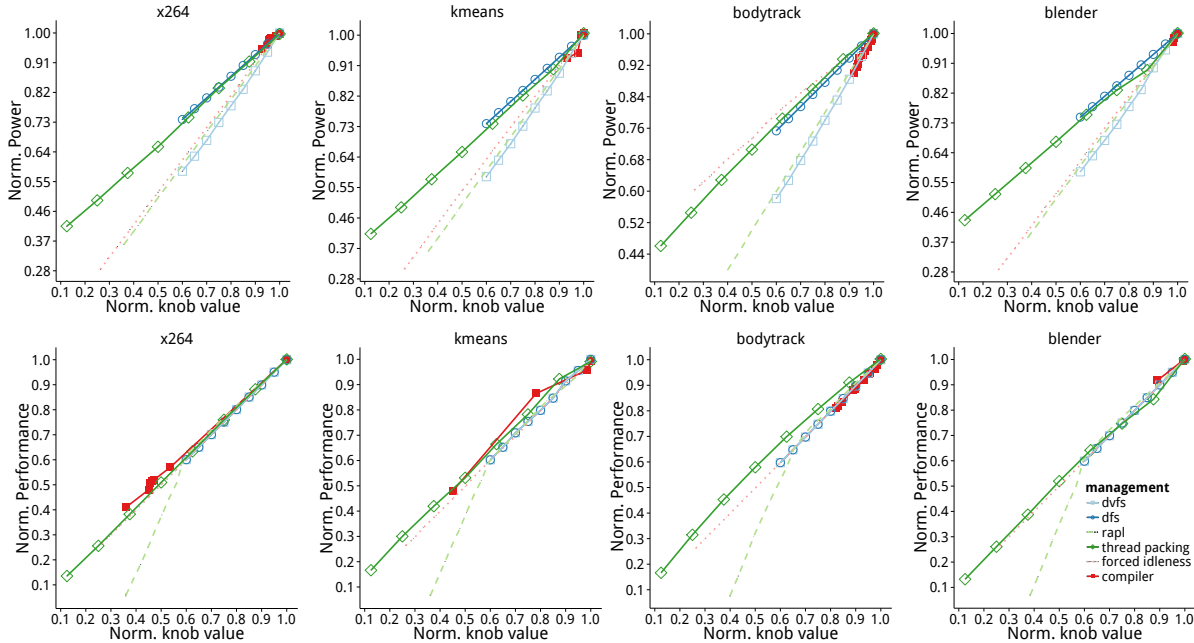 x264
kmeans
bodytrack
blender
Norm. Power
1.00
0.91
0.82
0.73
0.64
0.55
0.46
0.37
0.28
0.1 0.2 0.3 0.4 0.5 0.6 0.7 0.8 0.9 1.0
Norm. knob value
Norm. Power
1.00
0.91
0.82
0.73
0.64
0.55
0.46
0.37
0.28
0.1 0.2 0.3 0.4 0.5 0.6 0.7 0.8 0.9 1.0
Norm. knob value
Norm. Power
1.00
0.92
0.84
0.76
0.68
0.60
0.52
0.44
0.1 0.2 0.3 0.4 0.5 0.6 0.7 0.8 0.9 1.0
Norm. knob value
Norm. Power
1.00
0.91
0.82
0.73
0.64
0.55
0.46
0.37
0.28
0.1 0.2 0.3 0.4 0.5 0.6 0.7 0.8 0.9 1.0
Norm. knob value
x264
kmeans
bodytrack
blender
Norm. Performance
1.0
0.9
0.8
0.7
0.6
0.5
0.4
0.3
0.2
0.1
0.1 0.2 0.3 0.4 0.5 0.6 0.7 0.8 0.9 1.0
Norm. knob value
Norm. Performance
1.0
0.9
0.8
0.7
0.6
0.5
0.4
0.3
0.2
0.1
0.1 0.2 0.3 0.4 0.5 0.6 0.7 0.8 0.9 1.0
Norm. knob value
Norm. Performance
1.0
0.9
0.8
0.7
0.6
0.5
0.4
0.3
0.2
0.1
0.1 0.2 0.3 0.4 0.5 0.6 0.7 0.8 0.9 1.0
Norm. knob value
Norm. Performance
1.0
0.9
0.8
0.7
0.6
0.5
0.4
0.3
0.2
0.1
0.1 0.2 0.3 0.4 0.5 0.6 0.7 0.8 0.9 1.0
Norm. knob value
management
dvfs
dfs
rapl
thread packing
forced idleness
compiler